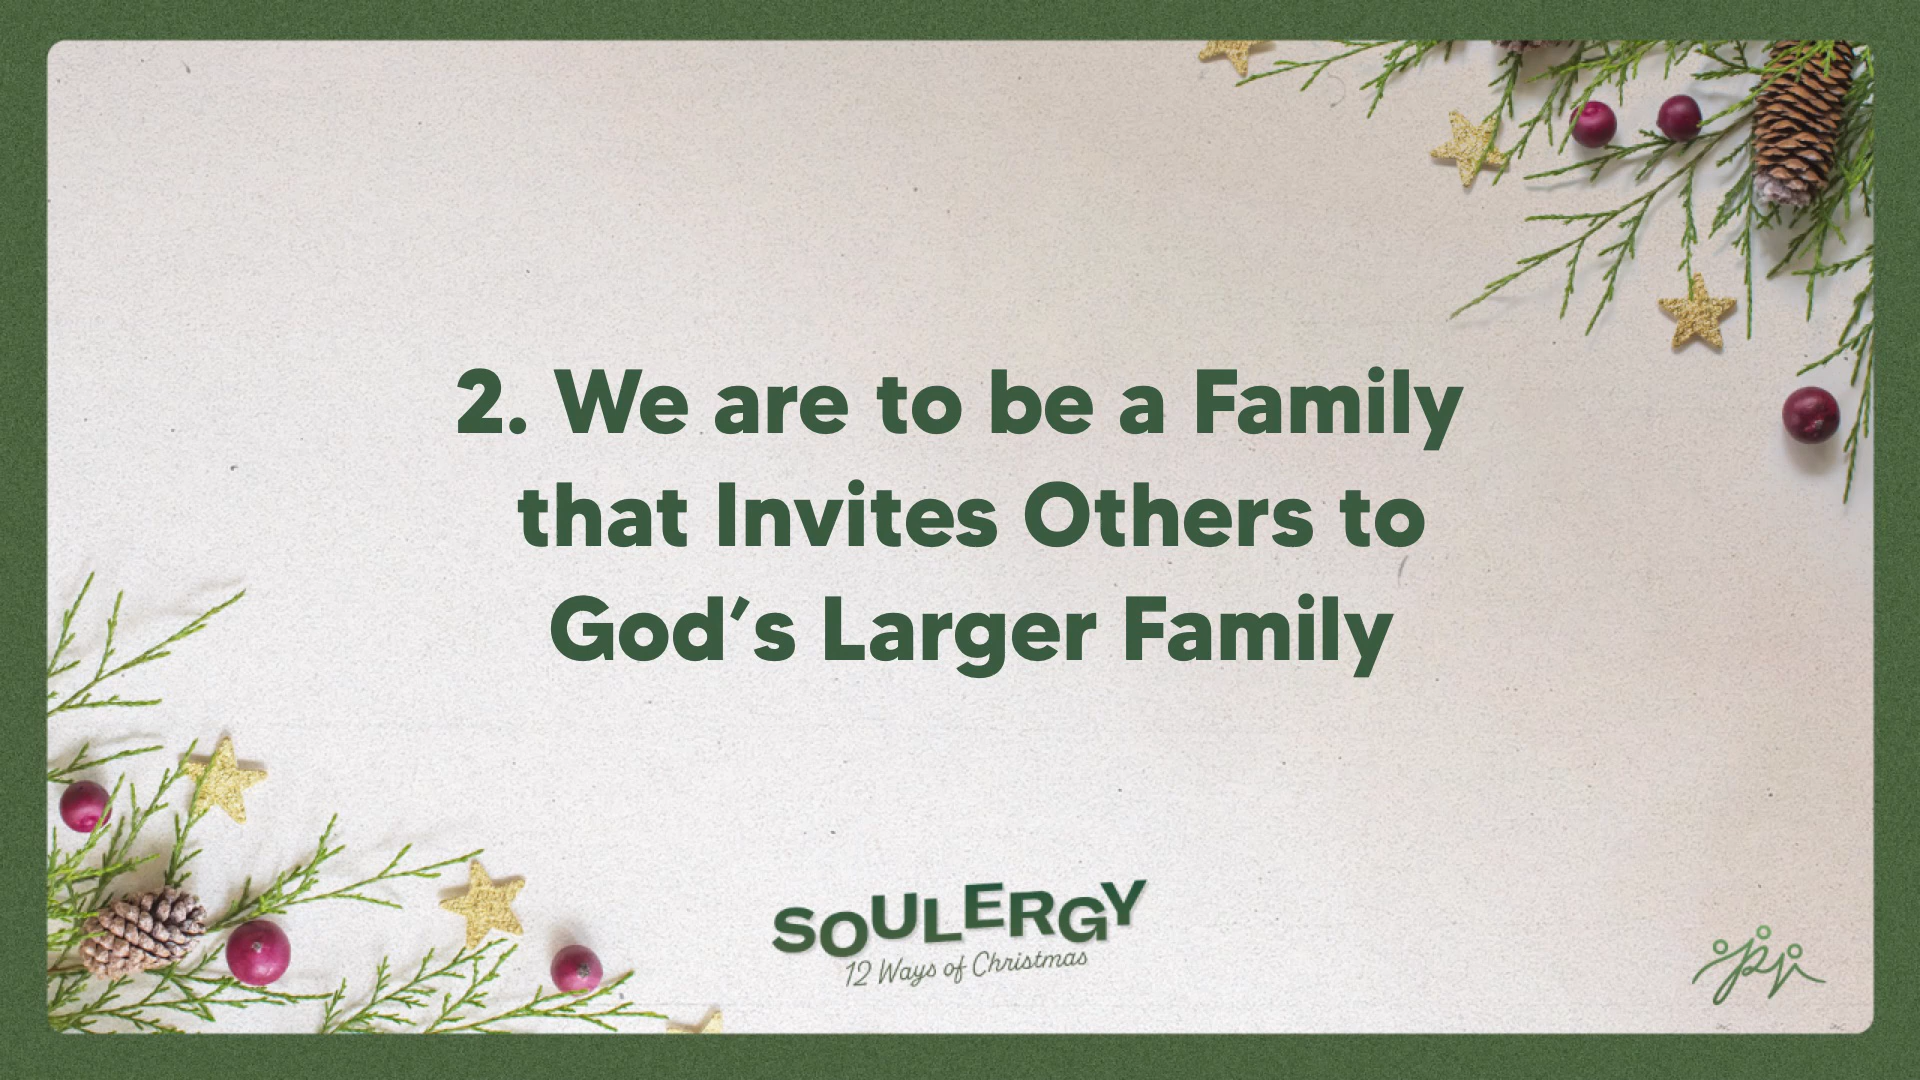 2. We are to be a Family
that Invites Others to
God’s Larger Family
SOULERGY
12 Ways of Christmas